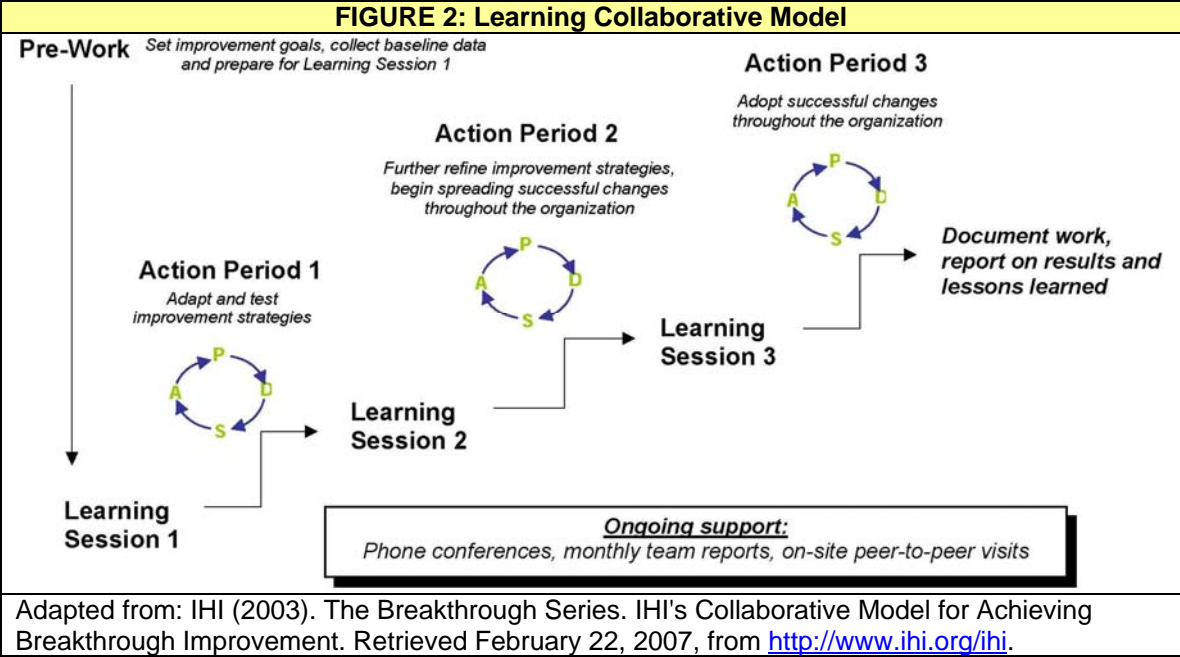 FIGURE 2: Learning Collaborative Model
Pre-Work
Set improvement goals, collect baseline data
and prepare for Learning Session 1
Action Period 3
Adopt successful changes
throughout the organization
P
D
S
A
Action Period 2
Further refine improvement strategies,
begin spreading successful changes
throughout the organization
P
D
S
A
Action Period 1
Adapt and test
improvement strategies
P
D
S
A
Document work,
report on results and
lessons learned
Learning
Session 3
Learning
Session 2
Learning
Session 1
Ongoing support:
Phone conferences, monthly team reports, on-site peer-to-peer visits
Adapted from: IHI (2003). The Breakthrough Series. IHI's Collaborative Model for Achieving
Breakthrough Improvement. Retrieved February 22, 2007, from http://www.ihi.org/ihi.